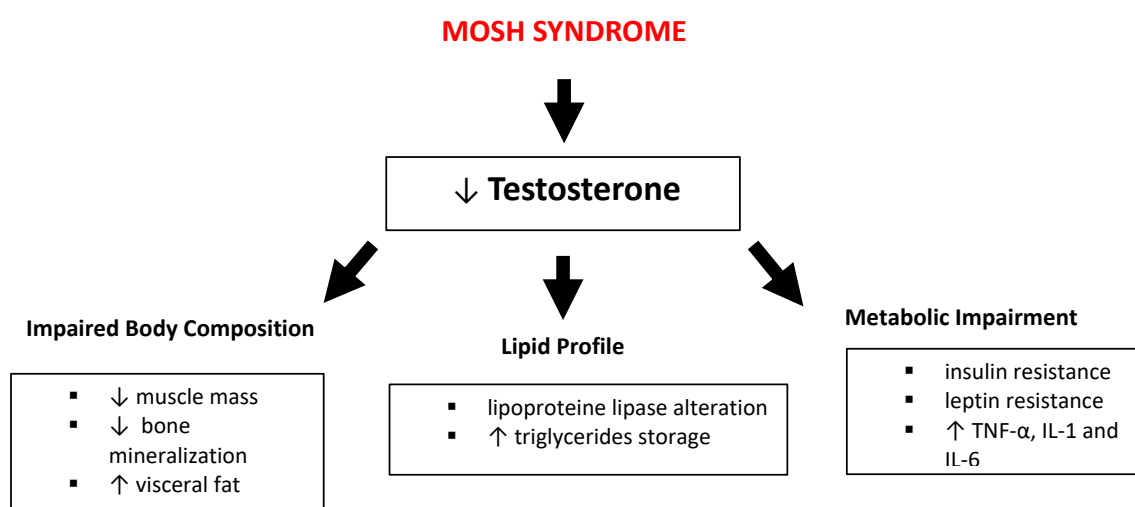 MOSH SYNDROME
↓ Testosterone
Impaired Body Composition
▪ ↓ muscle mass
▪ ↓ bone
mineralization
▪ ↑ visceral fat
Lipid Profile
▪ lipoproteine lipase alteration
▪ ↑ triglycerides storage
Metabolic Impairment
▪ insulin resistance
▪ leptin resistance
▪ ↑ TNF-α, IL-1 and
IL-6